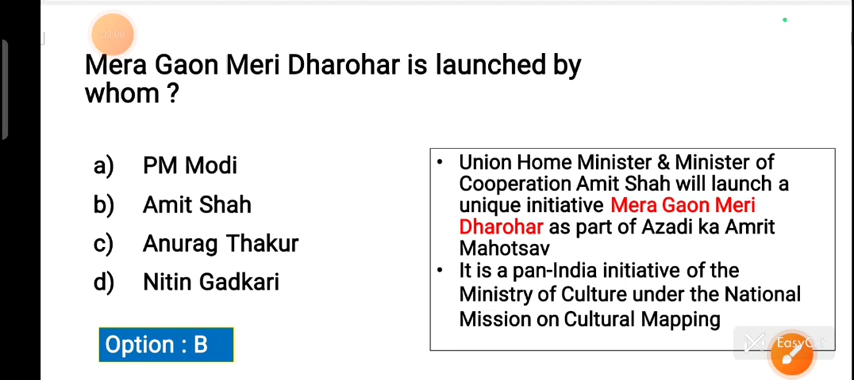 Mera Gaon Meri Dharohar is launched by
whom ?
a) PM Modi
b) Amit Shah
c) Anurag Thakur
d) Nitin Gadkari
Option : B
• Union Home Minister & Minister of
Cooperation Amit Shah will launch a
unique initiative Mera Gaon Meri
Dharohar as part of Azadi ka Amrit
Mahotsav
• It is a pan-India initiative of the
Ministry of Culture under the National
Mission on Cultural Mapping